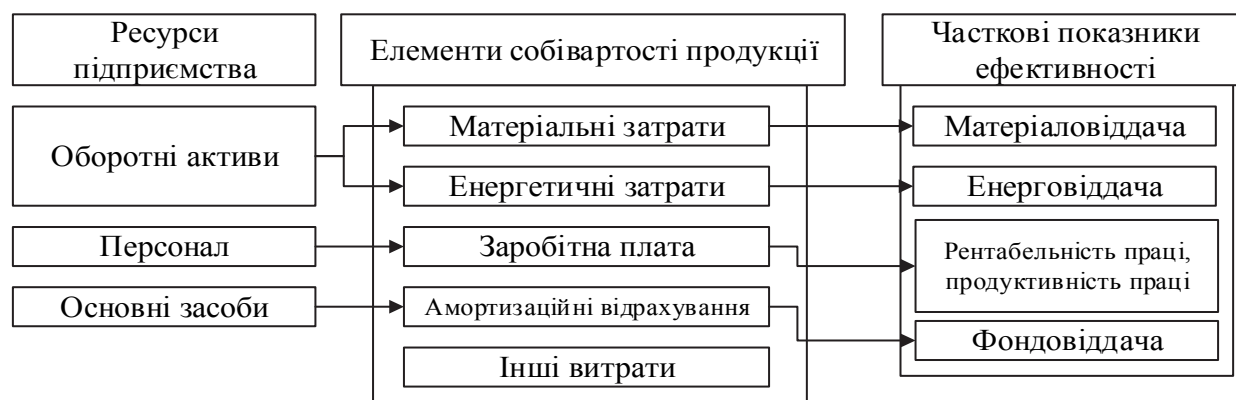 Ресурси
підприємства
Елементи собівартості продукції
Часткові показники
ефективності
Оборотні активи
Матеріальні затрати
Матеріаловіддача
Енергетичні затрати
Енерговіддача
Персонал
Заробітна плата
Рентабельність праці,
продуктивність праці
Основні засоби
Амортизаційні відрахування
Фондовіддача
Інші витрати